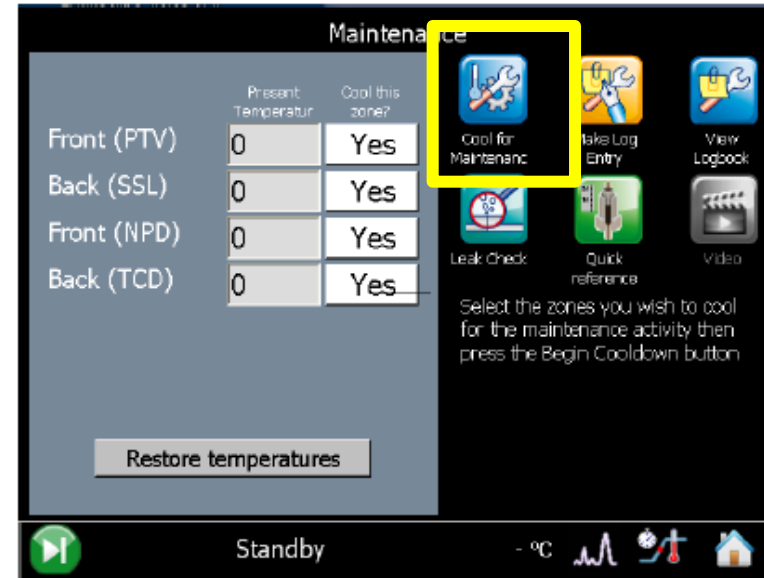 Maintenance
Present
Temperatur
Cool this
zone?
Front (PTV)
0
Yes
Back (SSL)
0
Yes
Front (NPD)
0
Yes
Back (TCD)
0
Yes
Restore temperatures
Cool for
Maintenanc
Make Log
Entry
View
Logbook
Leak Check
Quick
reference
Video
Select the zones you wish to cool
for the maintenance activity then
press the Begin Cooldown button
Standby
- °C